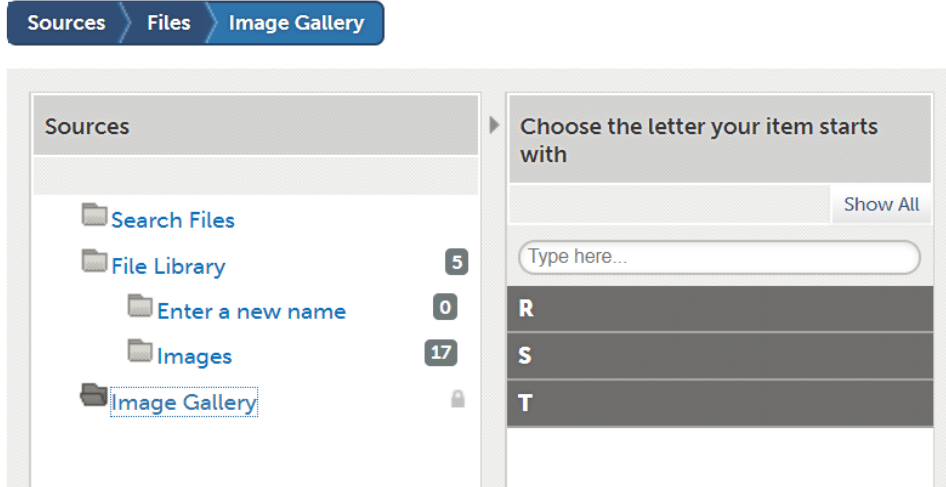 Sources Files Image Gallery
Sources
Search Files
File Library 5
Enter a new name 0
Images 17
Image Gallery
Choose the letter your item starts
with
Show All
Type here...
R
S
T